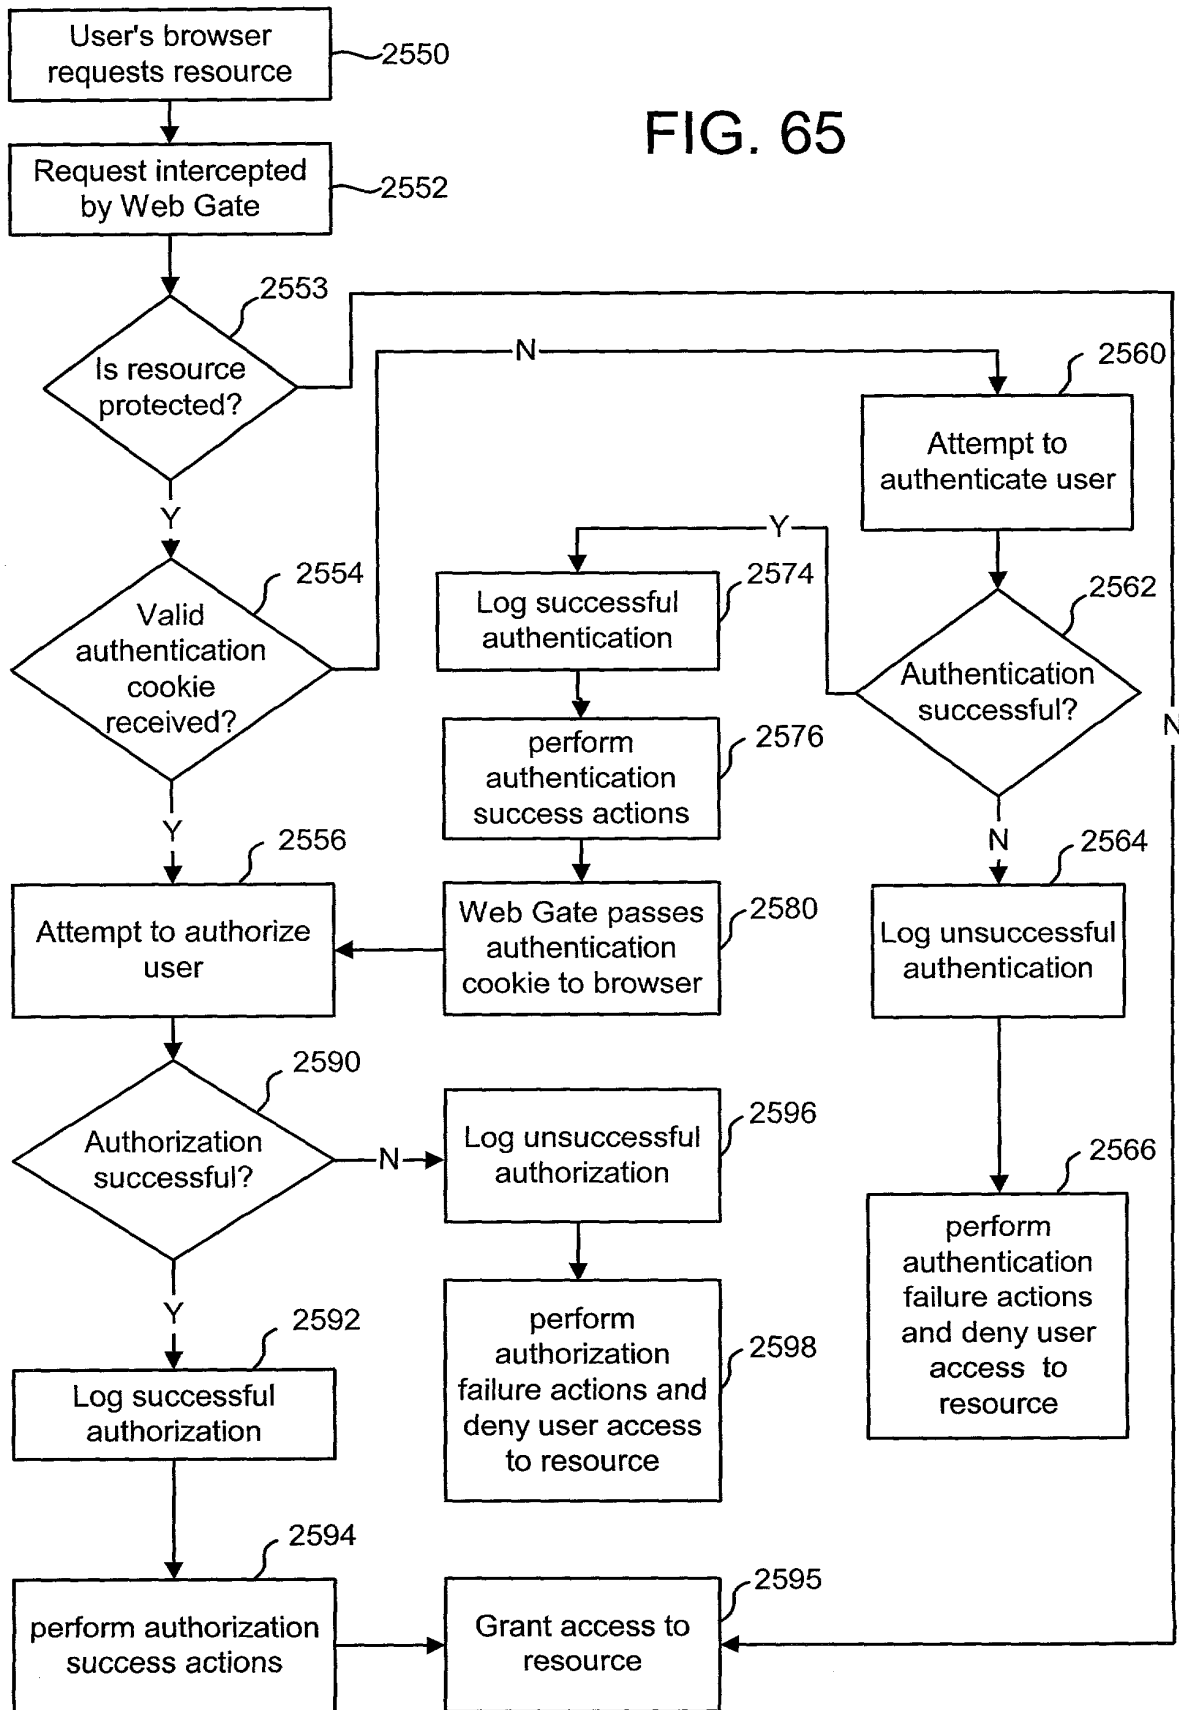 User's browser
requests resource
2550
FIG. 65
Request intercepted
by Web Gate
2552
2553
Is resource
protected?
N
2560
Attempt to
authenticate user
Y
Y
2554
Valid
authentication
cookie
received?
2574
Log successful
authentication
2562
Authentication
successful?
N
2576
perform
authentication
success actions
Y
N
2556
Attempt to authorize
user
2580
Web Gate passes
authentication
cookie to browser
2564
Log unsuccessful
authentication
2590
Authorization
successful?
N
2596
Log unsuccessful
authorization
2566
perform
authentication
failure actions
and deny user
access to
resource
Y
2592
Log successful
authorization
2598
perform
authorization
failure actions and
deny user access
to resource
2594
perform authorization
success actions
2595
Grant access to
resource